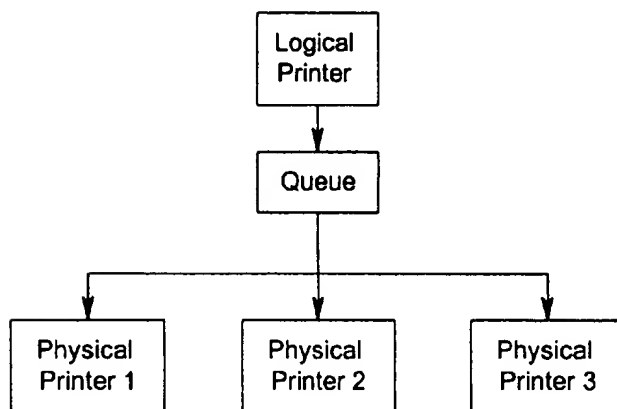 Logical
Printer
Queue
Physical
Printer 1
Physical
Printer 2
Physical
Printer 3